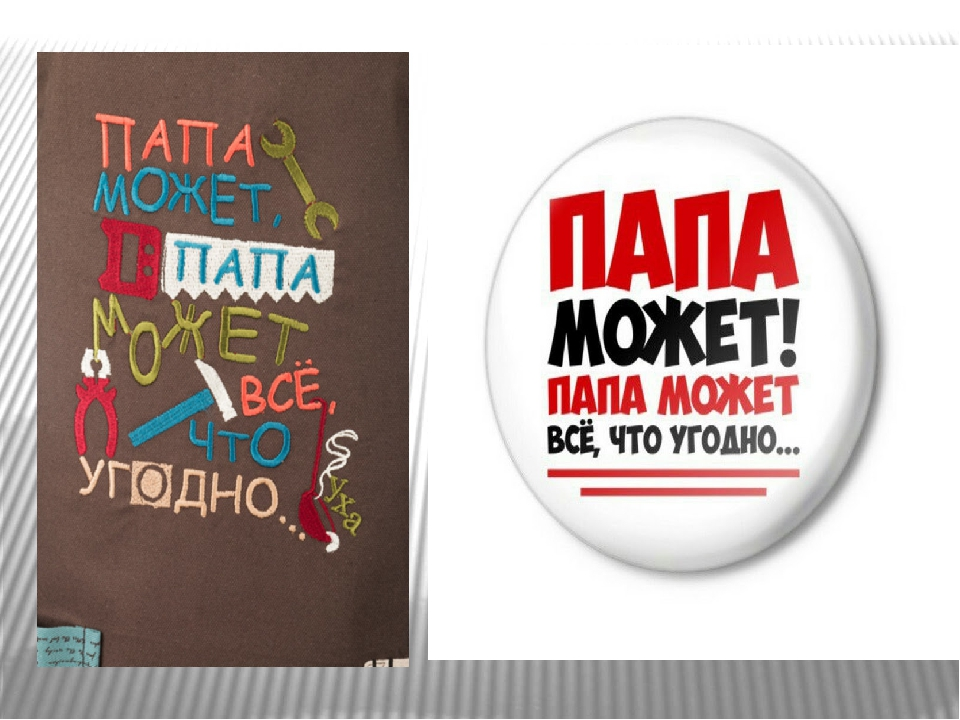 ПАПА
МОЖЕТ,
ПАПА
МОЖЕТ
ВСЁ,
ЧТО
УГОДНО...
уха
ПАПА
МОЖЕТ!
ПАПА МОЖЕТ
ВСЁ, ЧТО УГОДНО...